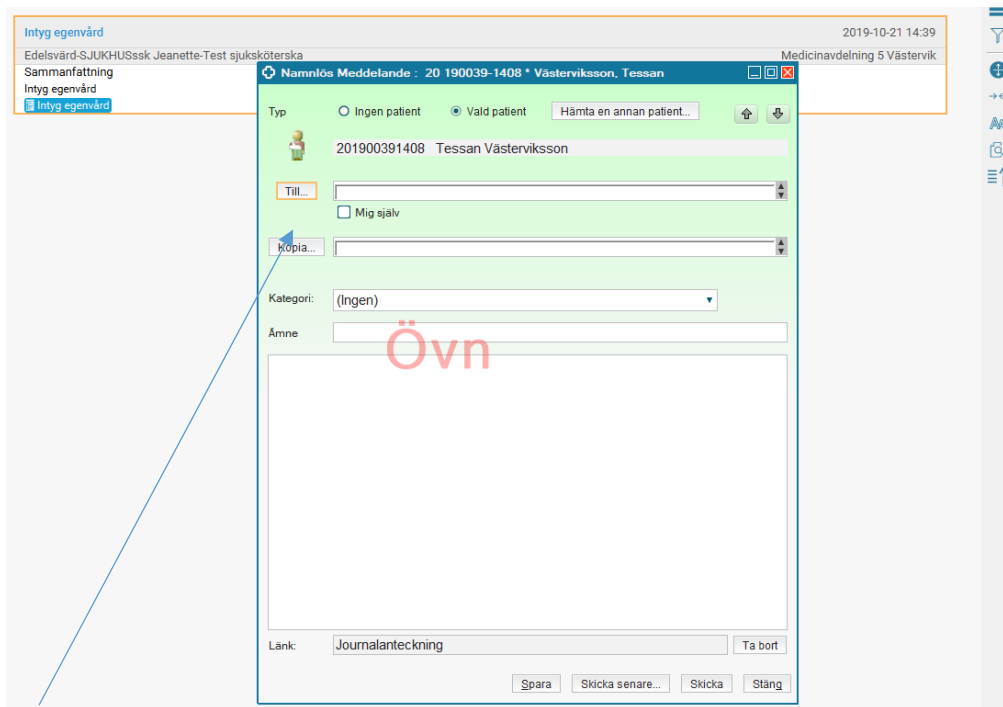 Intyg egenvård 2019-10-21 14:39
Edelsvärd-SJUKHUSssk Jeanette-Test sjuksköterska Medicinavdelning 5 Västervik
Sammanfattning
Intyg egenvård
Intyg egenvård
Namnlös Meddelande : 20 190039-1408 * Västerviksson, Tessan
Typ Ingen patient Vald patient Hämta en annan patient...
201900391408 Tessan Västerviksson
Till...
Mig själv
Kopia...
Kategori: (Ingen)
Ämne
Övn
Länk: Journalanteckning Ta bort
Spara Skicka senare... Skicka Stäng